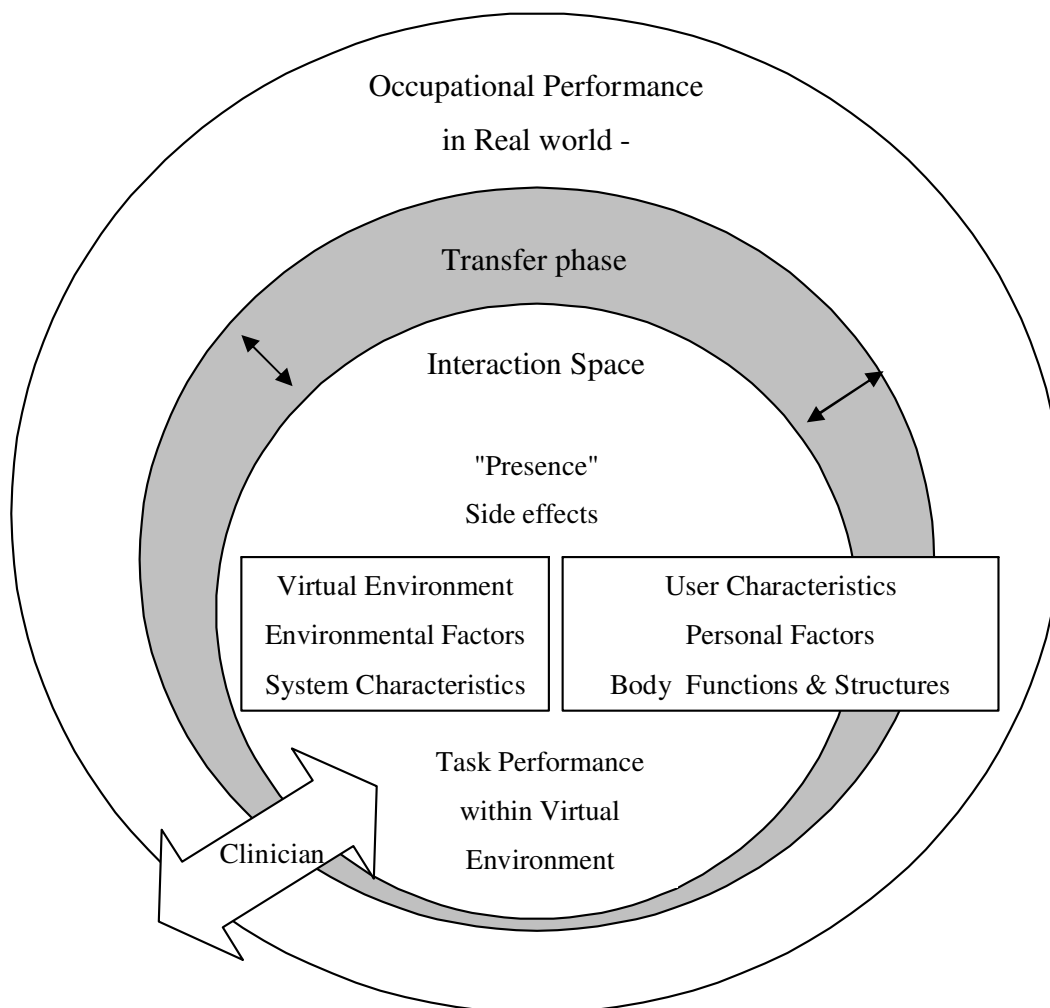 Occupational Performance
in Real world -
Transfer phase
Interaction Space
"Presence"
Side effects
Virtual Environment
Environmental Factors
System Characteristics
User Characteristics
Personal Factors
Body Functions & Structures
Task Performance
within Virtual
Environment
Clinician